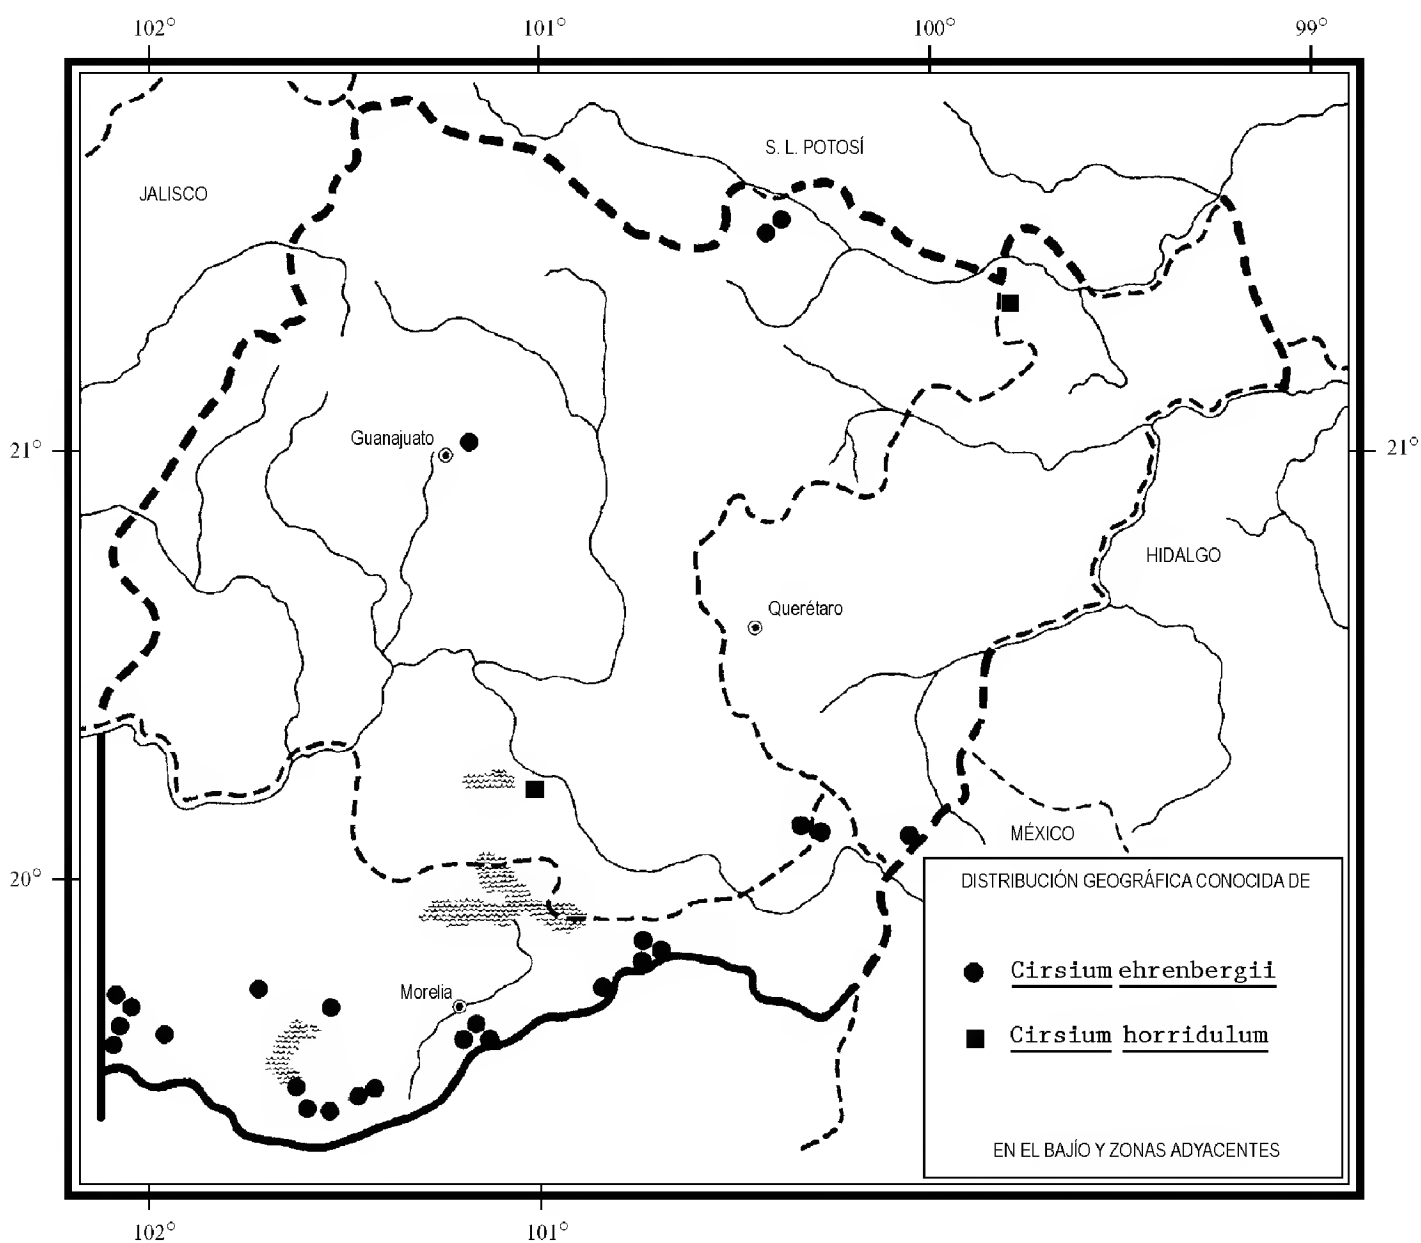 102° 101° 100° 99°
S. L. POTOSÍ
JALISCO
Guanajuato
21° 21°
HIDALGO
Querétaro
MÉXICO
20°
DISTRIBUCIÓN GEOGRÁFICA CONOCIDA DE
Cirsium ehrenbergii
Morelia
Cirsium horridulum
EN EL BAJÍO Y ZONAS ADYACENTES
102° 101°